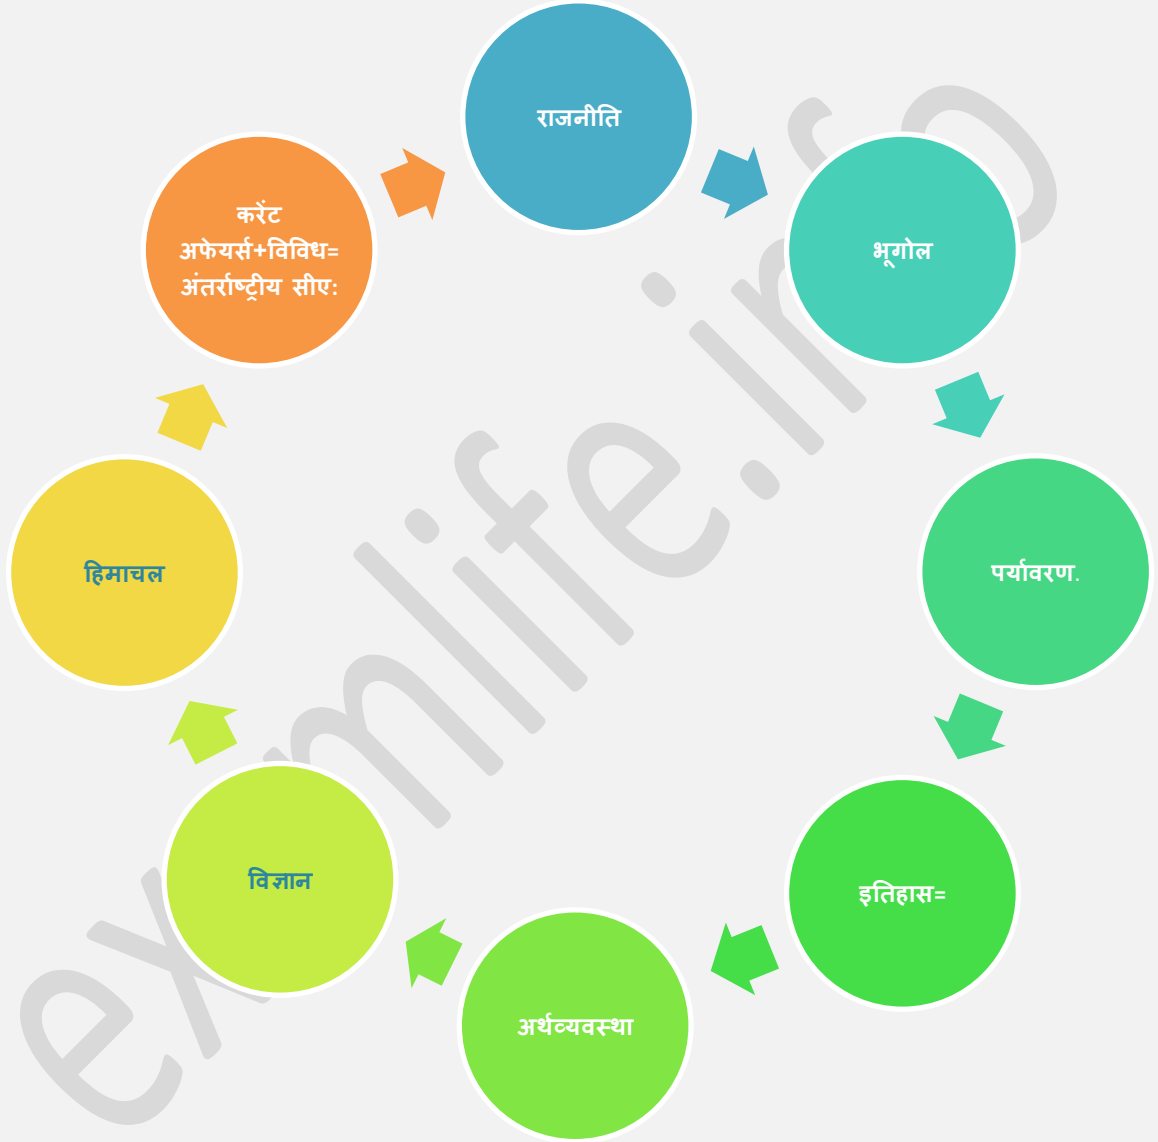 राजनीति
भूगोल
पर्यावरण.
इतिहास=
अर्थव्यवस्था
विज्ञान
हिमाचल
करेंट
अफेयर्स+विविध=
अंतर्राष्ट्रीय सीए:
examlife.info